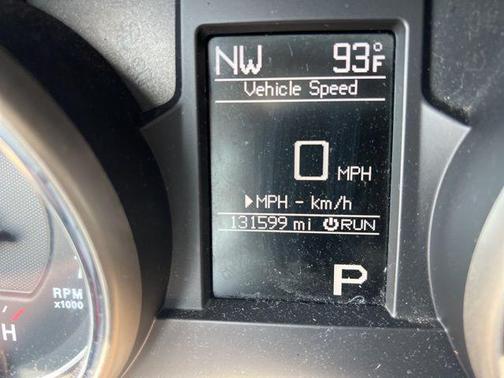 NW 93°F
Vehicle Speed
0 MPH
▶MPH - km/h
131599 mi ⏻RUN
P
RPM
x1000
H